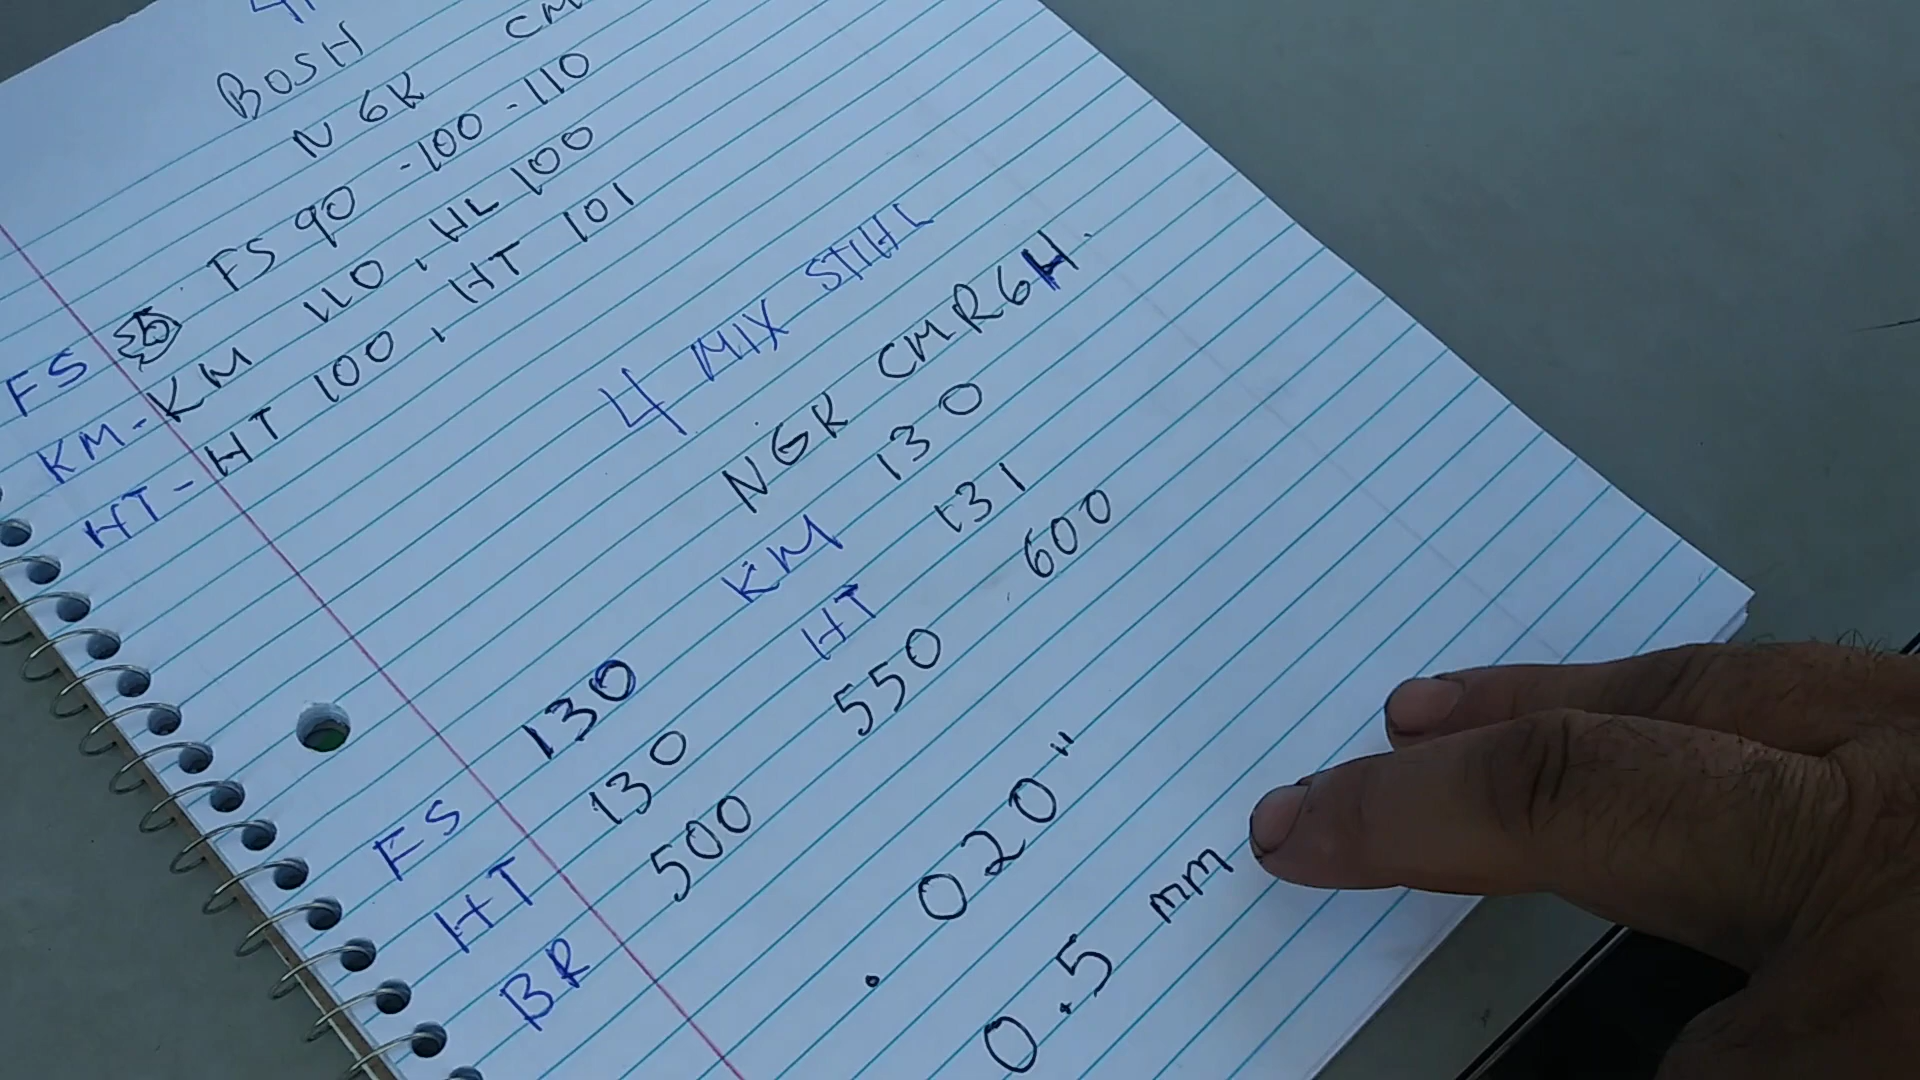 BOSH
NGK CM
FS FS 90 -100 -110
KM- KM 110, HL 100
HT- HT 100, HT 101
4 MIX STIHL
NGK CMR6H.
FS 130 KM 130
HT 130 HT 131
BR 500 550 600
.020"
0.5 mm